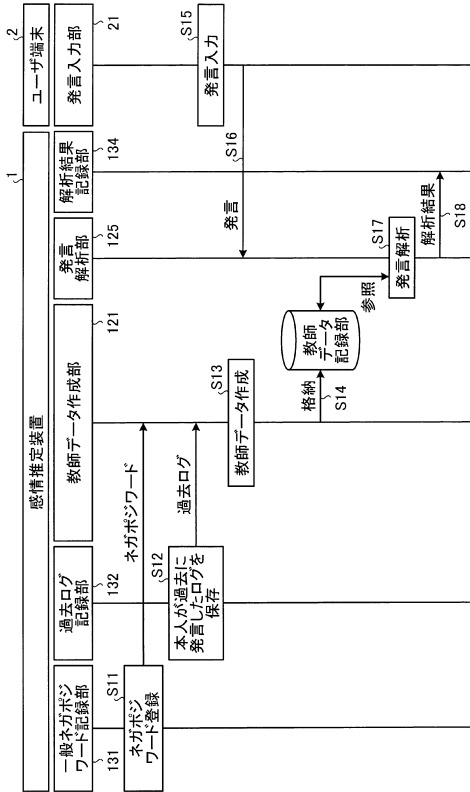 1
2
感情推定装置
ユーザ端末
一般ネガポジ
ワード記録部
131
過去ログ
記録部
132
教師データ作成部
121
発言
解析部
125
解析結果
記録部
134
発言入力部
21
S11
ネガポジ
ワード登録
ネガポジワード
S12
本人が過去に
発言したログを
保存
過去ログ
S13
教師データ作成
格納
S14
教師
データ
記録部
参照
S15
発言入力
発言
S16
S17
発言解析
解析結果
S18